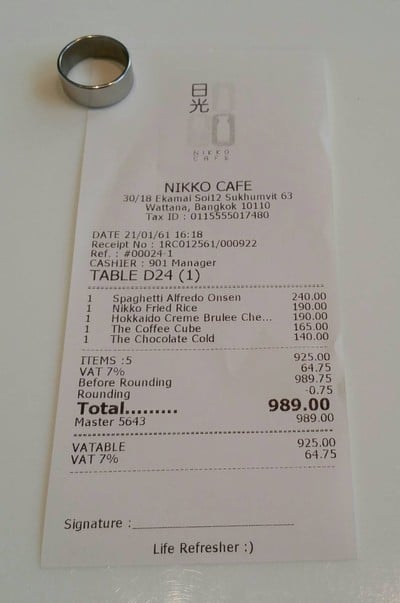 日
光
NIKKO
CAFE
NIKKO CAFE
30/18 Ekamai Soi12 Sukhumvit 63
Wattana, Bangkok 10110
Tax ID : 0115555017480
DATE 21/01/61 16:18
Receipt No : 1RC012561/000922
Ref. : #00024-1
CASHIER : 901 Manager
TABLE D24 (1)
1 Spaghetti Alfredo Onsen 240.00
1 Nikko Fried Rice 190.00
1 Hokkaido Creme Brulee Che... 190.00
1 The Coffee Cube 165.00
1 The Chocolate Cold 140.00
ITEMS :5 925.00
VAT 7% 64.75
Before Rounding 989.75
Rounding -0.75
Total......... 989.00
Master 5643 989.00
VATABLE 925.00
VAT 7% 64.75
Signature :
Life Refresher :)